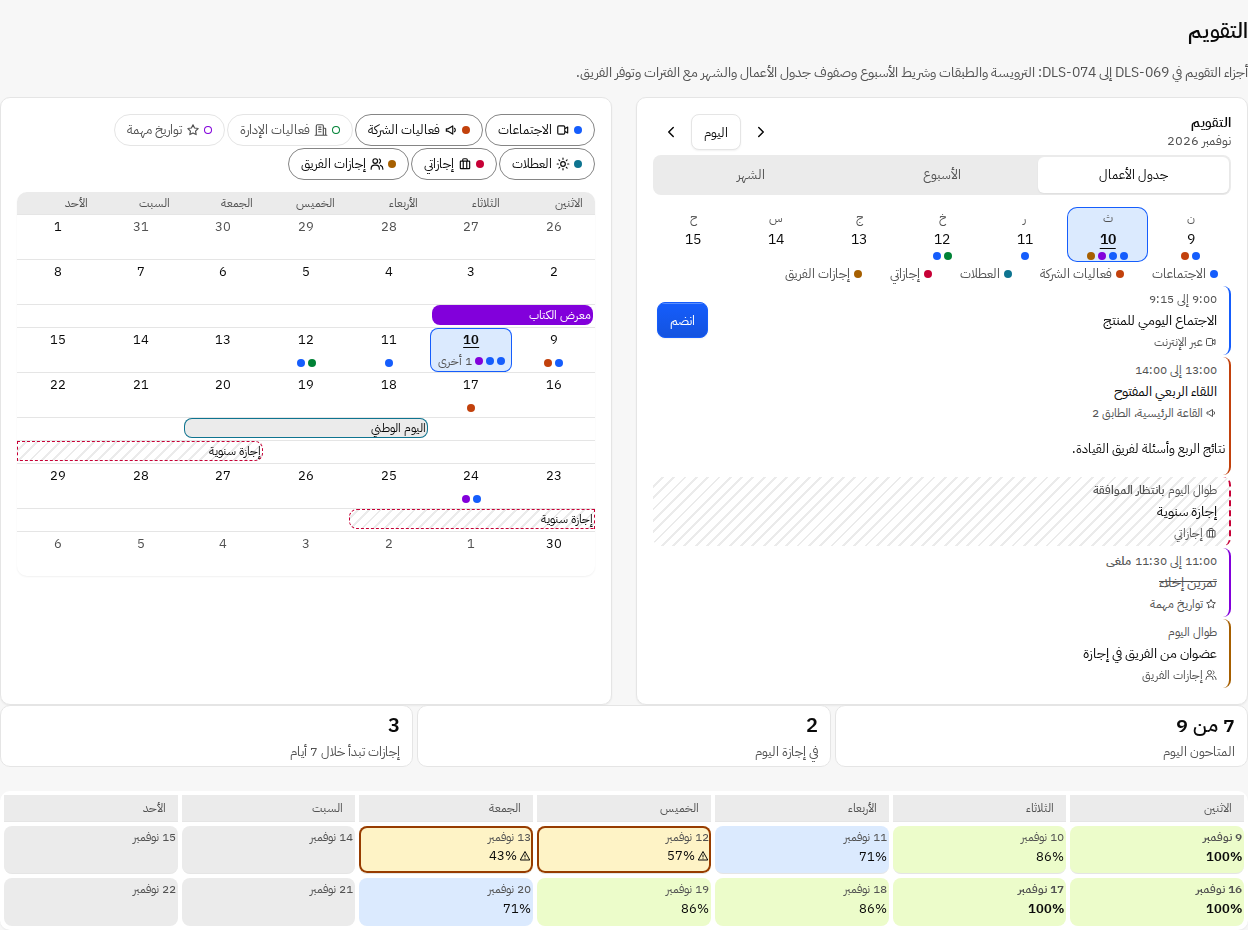 التقويم
أجزاء التقويم في DLS-069 إلى DLS-074: الترويسة والطبقات وشريط الأسبوع وصفوف جدول الأعمال والشهر مع الفترات وتوفر الفريق.
التقويم
نوفمبر 2026
اليوم
جدول الأعمال الأسبوع الشهر
ن ث ر خ ج س ح
9 10 11 12 13 14 15
الاجتماعات فعاليات الشركة العطلات إجازاتي إجازات الفريق
9:00 إلى 9:15
الاجتماع اليومي للمنتج
عبر الإنترنت
انضم
13:00 إلى 14:00
اللقاء الربعي المفتوح
القاعة الرئيسية، الطابق 2
نتائج الربع وأسئلة لفريق القيادة.
طوال اليوم بانتظار الموافقة
إجازة سنوية
إجازاتي
11:00 إلى 11:30 ملغى
تمرين إخلاء
تواريخ مهمة
طوال اليوم
عضوان من الفريق في إجازة
إجازات الفريق
الاجتماعات فعاليات الشركة فعاليات الإدارة تواريخ مهمة
العطلات إجازاتي إجازات الفريق
الاثنين الثلاثاء الأربعاء الخميس الجمعة السبت الأحد
26 27 28 29 30 31 1
2 3 4 5 6 7 8
معرض الكتاب
9 10 11 12 13 14 15
1 أخرى
16 17 18 19 20 21 22
اليوم الوطني
إجازة سنوية
23 24 25 26 27 28 29
إجازة سنوية
30 1 2 3 4 5 6
7 من 9
المتاحون اليوم
2
في إجازة اليوم
3
إجازات تبدأ خلال 7 أيام
الاثنين الثلاثاء الأربعاء الخميس الجمعة السبت الأحد
9 نوفمبر 10 نوفمبر 11 نوفمبر 12 نوفمبر 13 نوفمبر 14 نوفمبر 15 نوفمبر
100% 86% 71% 57% 43%
16 نوفمبر 17 نوفمبر 18 نوفمبر 19 نوفمبر 20 نوفمبر 21 نوفمبر 22 نوفمبر
100% 100% 86% 86% 71%